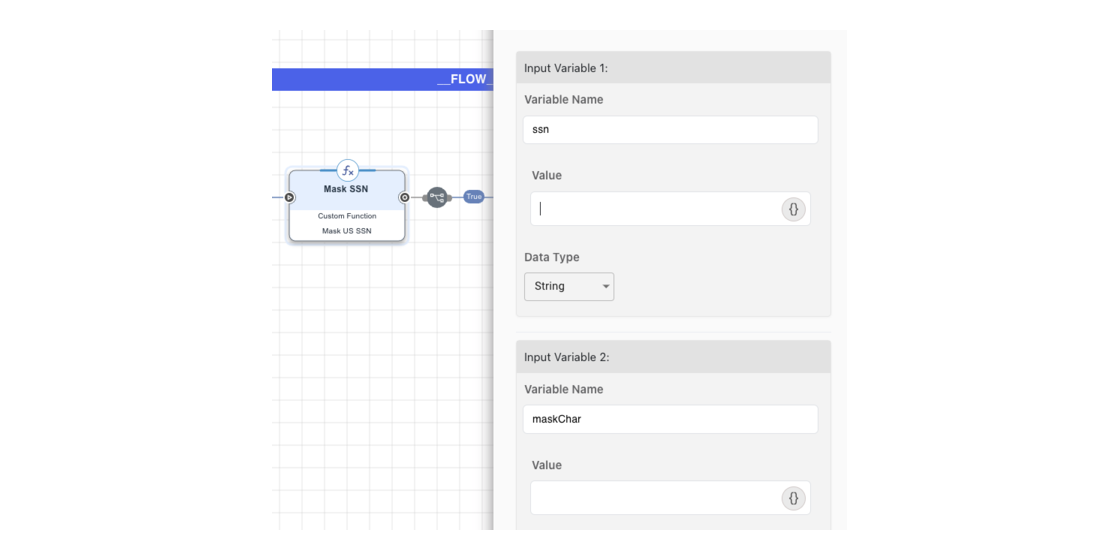 __FLOW_
fx
Mask SSN
Custom Function
Mask US SSN
True
Input Variable 1:
Variable Name
ssn
Value
{}
Data Type
String
Input Variable 2:
Variable Name
maskChar
Value
{}